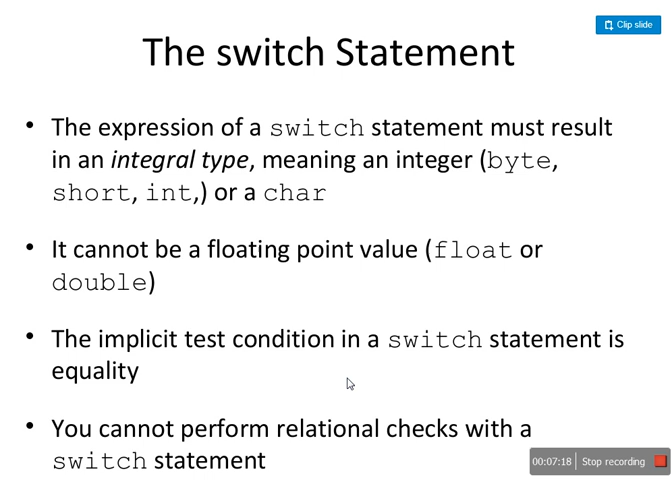 Clip slide
The switch Statement
• The expression of a switch statement must result
in an integral type, meaning an integer (byte,
short, int,) or a char
• It cannot be a floating point value (float or
double)
• The implicit test condition in a switch statement is
equality
• You cannot perform relational checks with a
switch statement
00:07:18 Stop recording